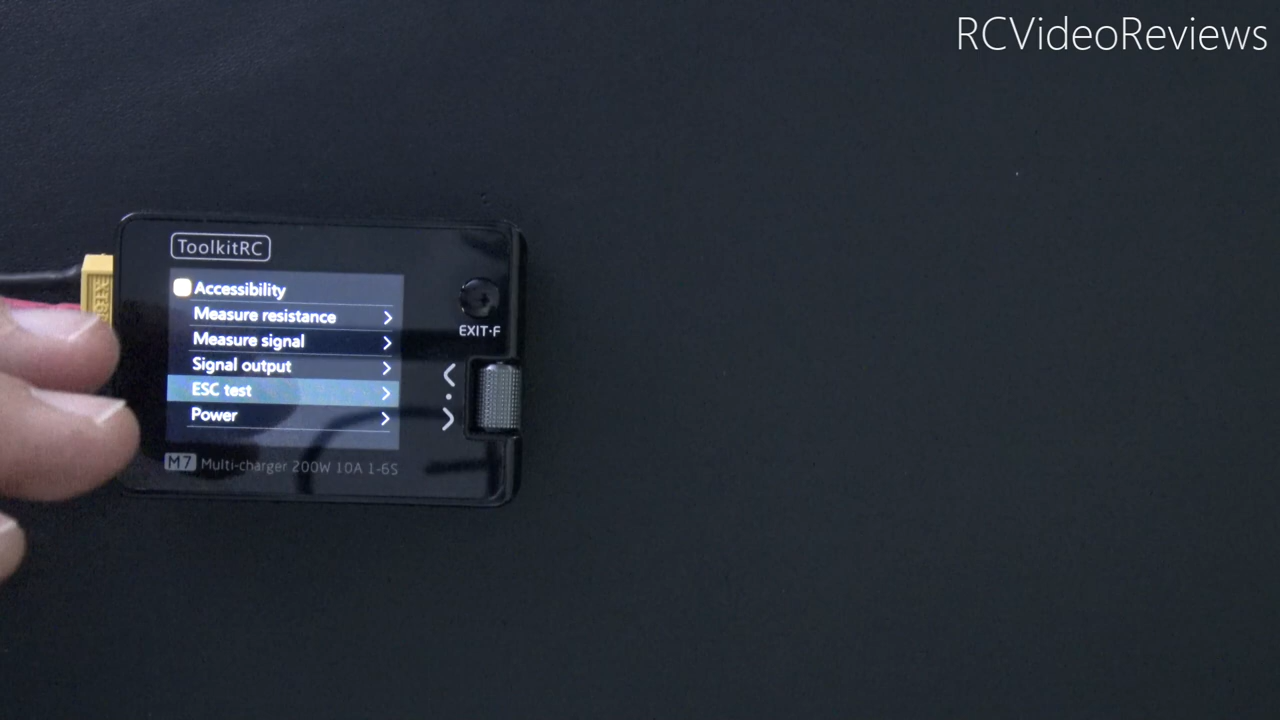 RCVideoReviews
ToolkitRC
Accessibility
Measure resistance
Measure signal
Signal output
ESC test
Power
EXIT·F
M7 Multi-charger 200W 10A 1-6S